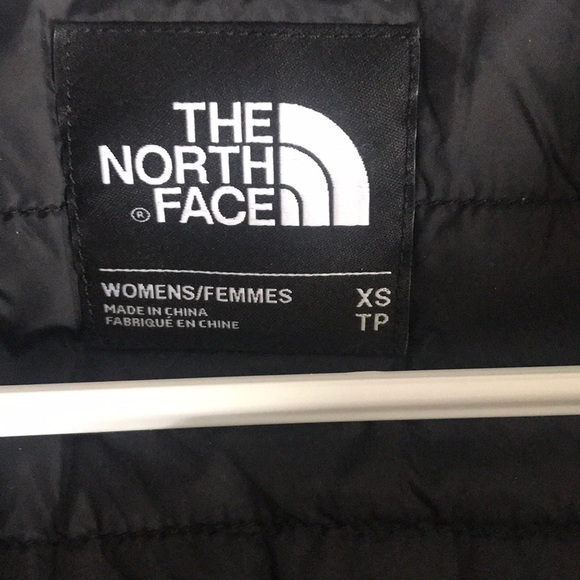 THE
NORTH
® FACE
WOMENS/FEMMES XS
MADE IN CHINA TP
FABRIQUÉ EN CHINE